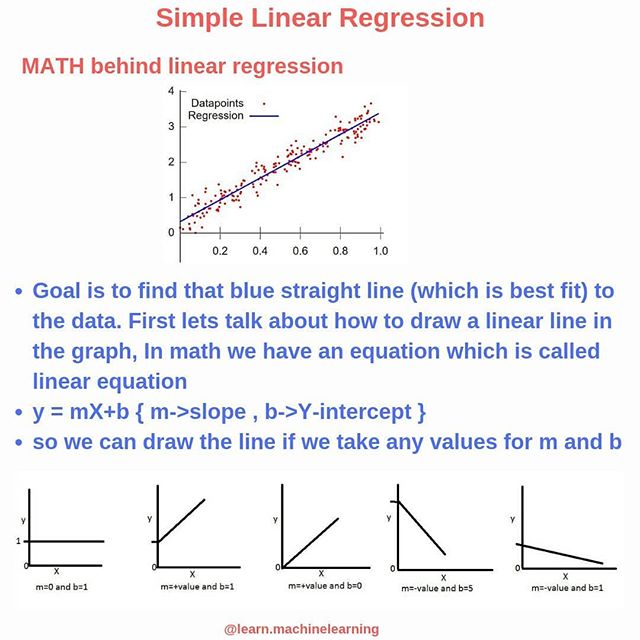 Simple Linear Regression
MATH behind linear regression
4
Datapoints
Regression
3
2
1
0
0.2 0.4 0.6 0.8 1.0
• Goal is to find that blue straight line (which is best fit) to
the data. First lets talk about how to draw a linear line in
the graph, In math we have an equation which is called
linear equation
• y = mX+b { m->slope , b->Y-intercept }
• so we can draw the line if we take any values for m and b
y
1
0
X
m=0 and b=1
y
0
X
m=+value and b=1
y
0
X
m=+value and b=0
y
0
X
m=-value and b=5
y
0
X
m=-value and b=1
@learn.machinelearning